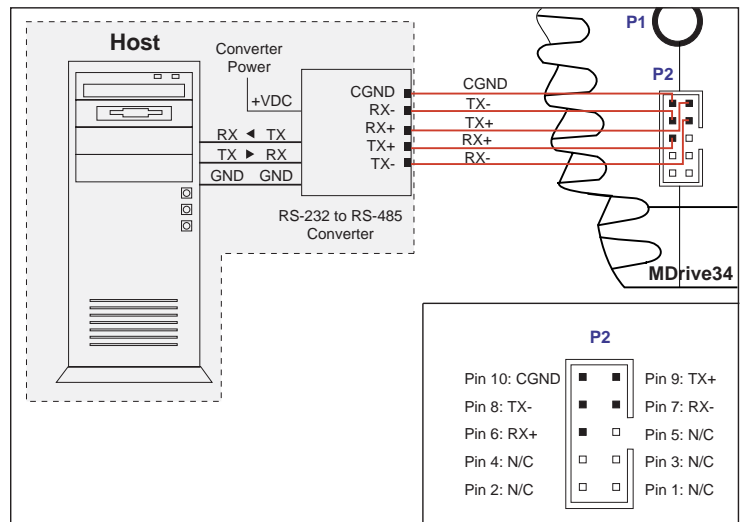 Host
Converter
Power
+VDC
RX ◄ TX
TX ► RX
GND GND
CGND
RX-
RX+
TX+
TX-
RS-232 to RS-485
Converter
CGND
TX-
TX+
RX+
RX-
P1
P2
MDrive34
P2
Pin 10: CGND
Pin 9: TX+
Pin 8: TX-
Pin 7: RX-
Pin 6: RX+
Pin 5: N/C
Pin 4: N/C
Pin 3: N/C
Pin 2: N/C
Pin 1: N/C